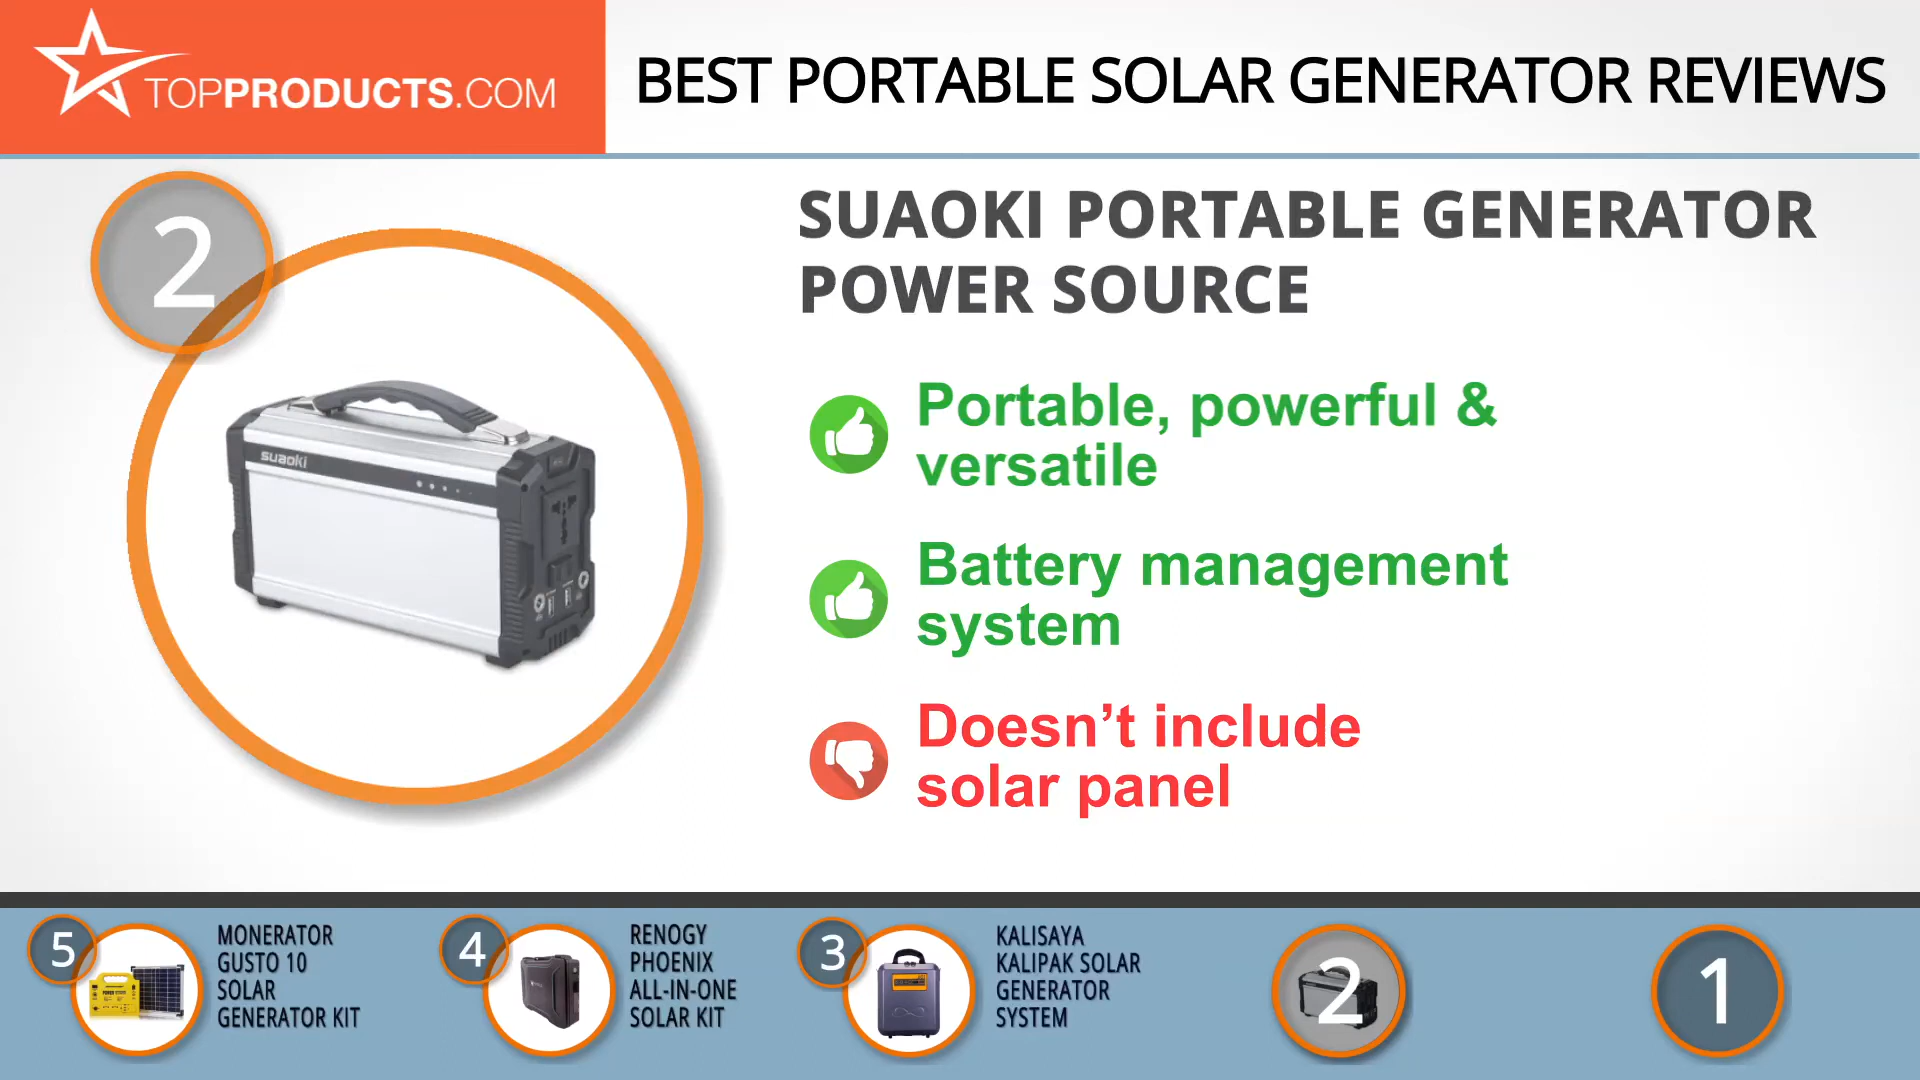 TOPPRODUCTS.COM
BEST PORTABLE SOLAR GENERATOR REVIEWS
2
SUAOKI PORTABLE GENERATOR
POWER SOURCE
suaoki
Portable, powerful &
versatile
Battery management
system
Doesn’t include
solar panel
5
MONERATOR
GUSTO 10
SOLAR
GENERATOR KIT
4
RENOGY
PHOENIX
ALL-IN-ONE
SOLAR KIT
3
KALISAYA
KALIPAK SOLAR
GENERATOR
SYSTEM
2
1